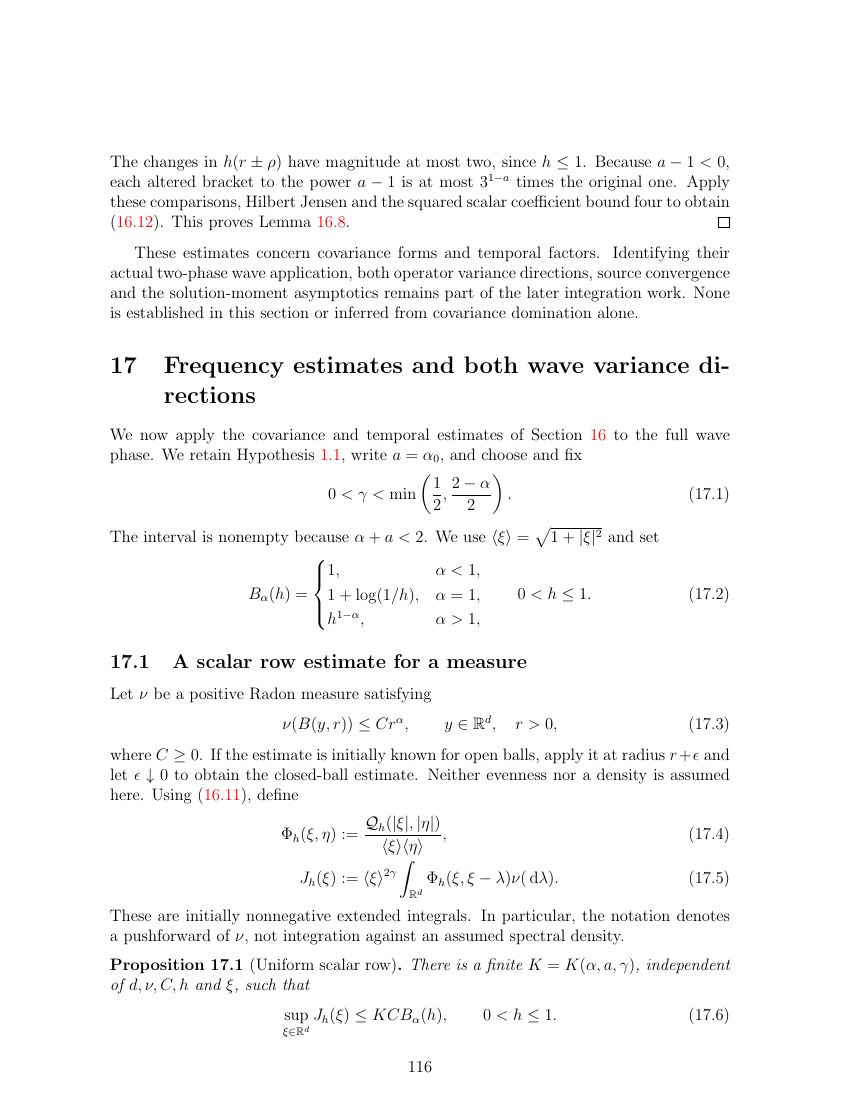 The changes in h(r ± ρ) have magnitude at most two, since h ≤ 1. Because a − 1 < 0,
each altered bracket to the power a − 1 is at most 3^{1−a} times the original one. Apply
these comparisons, Hilbert Jensen and the squared scalar coefficient bound four to obtain
(16.12). This proves Lemma 16.8. □
These estimates concern covariance forms and temporal factors. Identifying their
actual two-phase wave application, both operator variance directions, source convergence
and the solution-moment asymptotics remains part of the later integration work. None
is established in this section or inferred from covariance domination alone.
17 Frequency estimates and both wave variance di-
rections
We now apply the covariance and temporal estimates of Section 16 to the full wave
phase. We retain Hypothesis 1.1, write a = α₀, and choose and fix
0 < γ < min (1/2, (2 − α)/2) . (17.1)
The interval is nonempty because α + a < 2. We use ⟨ξ⟩ = √(1 + |ξ|²) and set
B_α(h) = { 1, α < 1, 1 + log(1/h), α = 1, h^{1−α}, α > 1, 0 < h ≤ 1. (17.2)
17.1 A scalar row estimate for a measure
Let ν be a positive Radon measure satisfying
ν(B(y, r)) ≤ Cr^α, y ∈ ℝ^d, r > 0, (17.3)
where C ≥ 0. If the estimate is initially known for open balls, apply it at radius r+ϵ and
let ϵ ↓ 0 to obtain the closed-ball estimate. Neither evenness nor a density is assumed
here. Using (16.11), define
Φ_h(ξ, η) := 𝒬_h(|ξ|, |η|) / ⟨ξ⟩⟨η⟩, (17.4)
J_h(ξ) := ⟨ξ⟩^{2γ} ∫_{ℝ^d} Φ_h(ξ, ξ − λ)ν( dλ). (17.5)
These are initially nonnegative extended integrals. In particular, the notation denotes
a pushforward of ν, not integration against an assumed spectral density.
Proposition 17.1 (Uniform scalar row). There is a finite K = K(α, a, γ), independent
of d, ν, C, h and ξ, such that
sup_{ξ∈ℝ^d} J_h(ξ) ≤ KCB_α(h), 0 < h ≤ 1. (17.6)
116